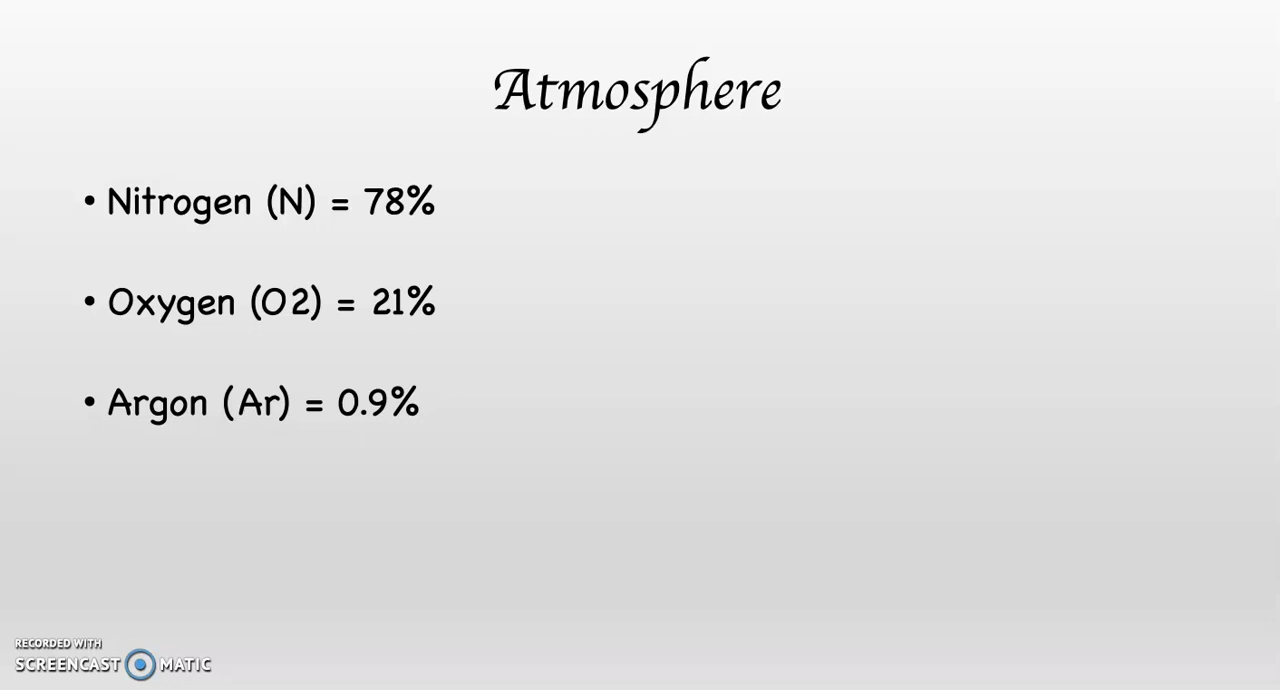 Atmosphere
• Nitrogen (N) = 78%
• Oxygen (O2) = 21%
• Argon (Ar) = 0.9%
RECORDED WITH
SCREENCAST MATIC